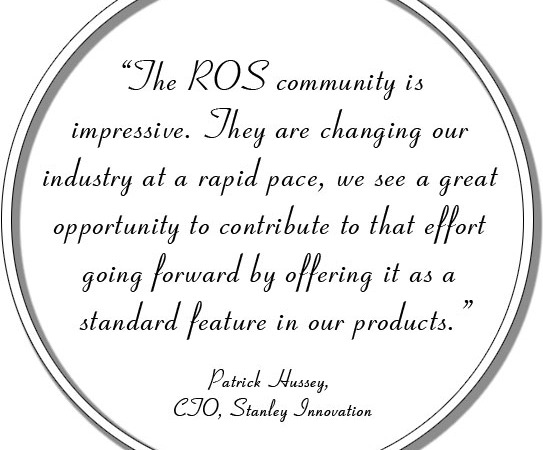 “The ROS community is
impressive. They are changing our
industry at a rapid pace, we see a great
opportunity to contribute to that effort
going forward by offering it as a
standard feature in our products.”
Patrick Hussey,
CTO, Stanley Innovation